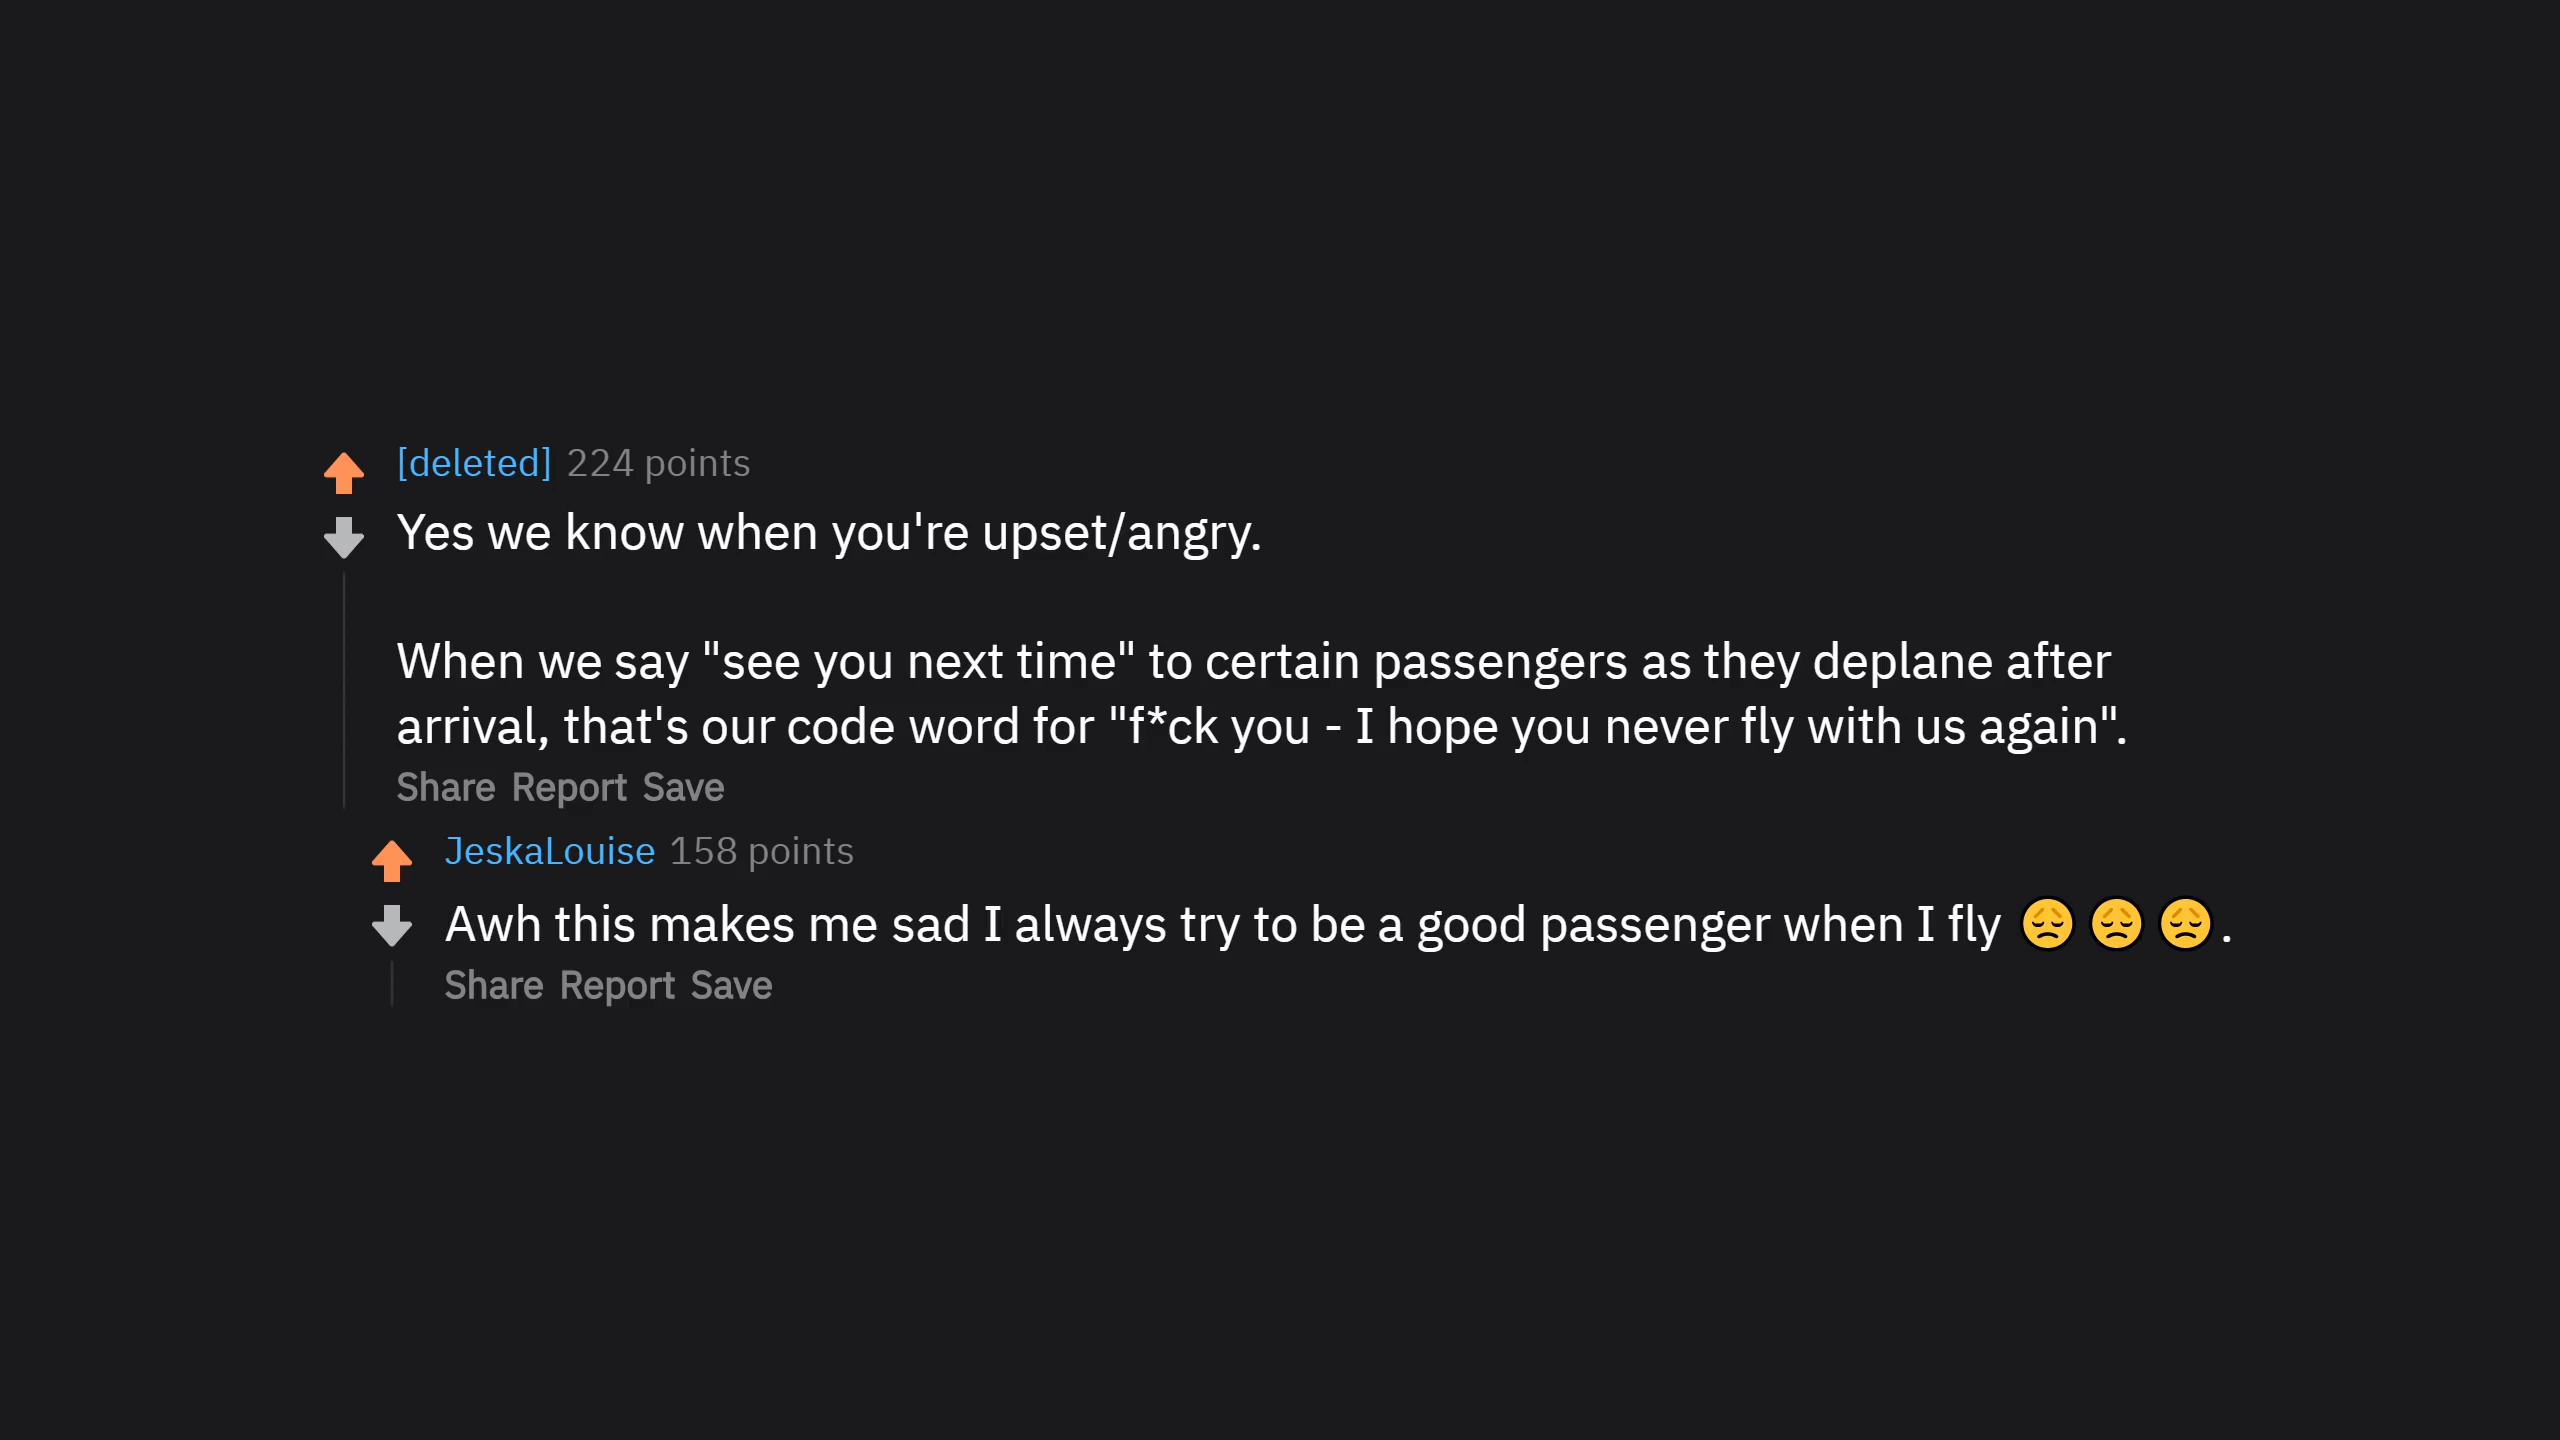 [deleted] 224 points
Yes we know when you're upset/angry.
When we say "see you next time" to certain passengers as they deplane after
arrival, that's our code word for "f*ck you - I hope you never fly with us again".
Share Report Save
JeskaLouise 158 points
Awh this makes me sad I always try to be a good passenger when I fly 😔😔😔.
Share Report Save